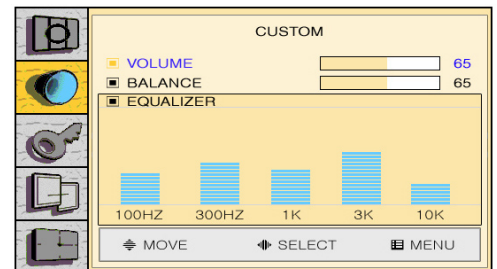 CUSTOM
VOLUME 65
BALANCE 65
EQUALIZER
100HZ 300HZ 1K 3K 10K
MOVE SELECT MENU